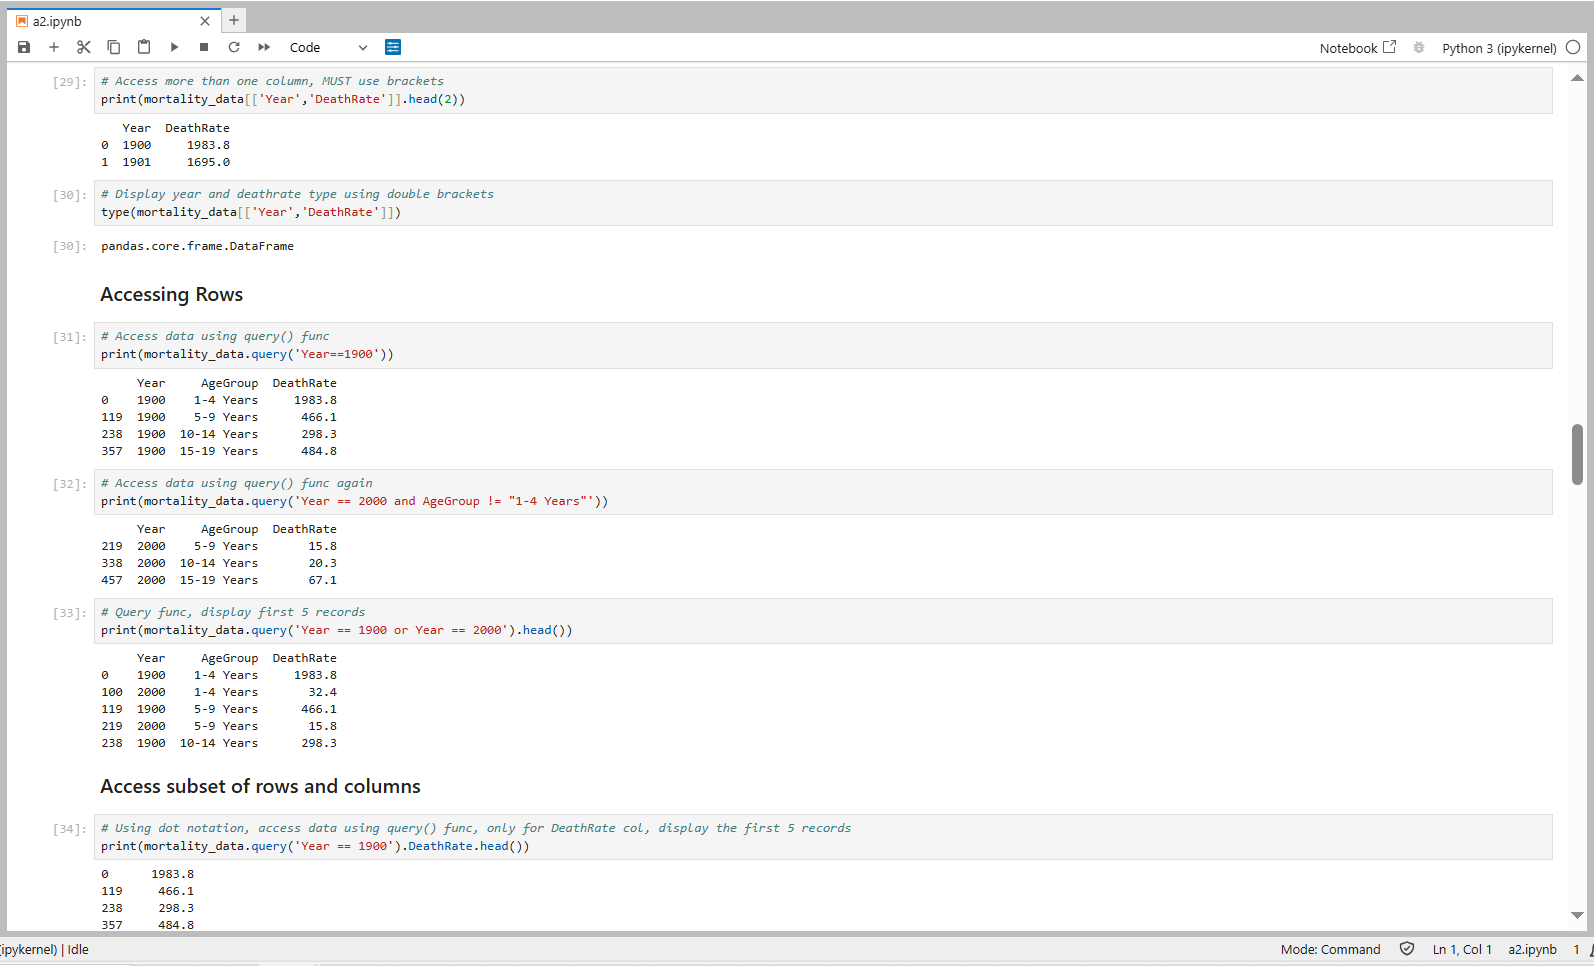 a2.ipynb
Code
Notebook
Python 3 (ipykernel)
[29]:
# Access more than one column, MUST use brackets
print(mortality_data[['Year','DeathRate']].head(2))
Year DeathRate
0 1900 1983.8
1 1901 1695.0
[30]:
# Display year and deathrate type using double brackets
type(mortality_data[['Year','DeathRate']])
[30]:
pandas.core.frame.DataFrame
Accessing Rows
[31]:
# Access data using query() func
print(mortality_data.query('Year==1900'))
Year AgeGroup DeathRate
0 1900 1-4 Years 1983.8
119 1900 5-9 Years 466.1
238 1900 10-14 Years 298.3
357 1900 15-19 Years 484.8
[32]:
# Access data using query() func again
print(mortality_data.query('Year == 2000 and AgeGroup != "1-4 Years"'))
Year AgeGroup DeathRate
219 2000 5-9 Years 15.8
338 2000 10-14 Years 20.3
457 2000 15-19 Years 67.1
[33]:
# Query func, display first 5 records
print(mortality_data.query('Year == 1900 or Year == 2000').head())
Year AgeGroup DeathRate
0 1900 1-4 Years 1983.8
100 2000 1-4 Years 32.4
119 1900 5-9 Years 466.1
219 2000 5-9 Years 15.8
238 1900 10-14 Years 298.3
Access subset of rows and columns
[34]:
# Using dot notation, access data using query() func, only for DeathRate col, display the first 5 records
print(mortality_data.query('Year == 1900').DeathRate.head())
0 1983.8
119 466.1
238 298.3
357 484.8
(ipykernel) | Idle
Mode: Command
Ln 1, Col 1
a2.ipynb
1